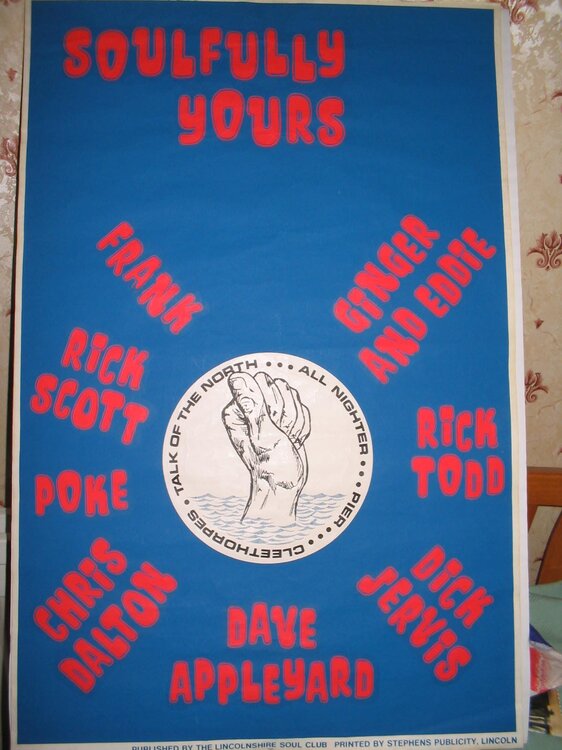 SOULFULLY
YOURS
FRANK
GINGER
AND EDDIE
RICK
SCOTT
RICK
TODD
POKE
CHRIS
DALTON
DICK
JERVIS
DAVE
APPLEYARD
TALK OF THE NORTH • • • ALL NIGHTER • • • PIER • • • CLEETHORPES •
PUBLISHED BY THE LINCOLNSHIRE SOUL CLUB PRINTED BY STEPHENS PUBLICITY, LINCOLN